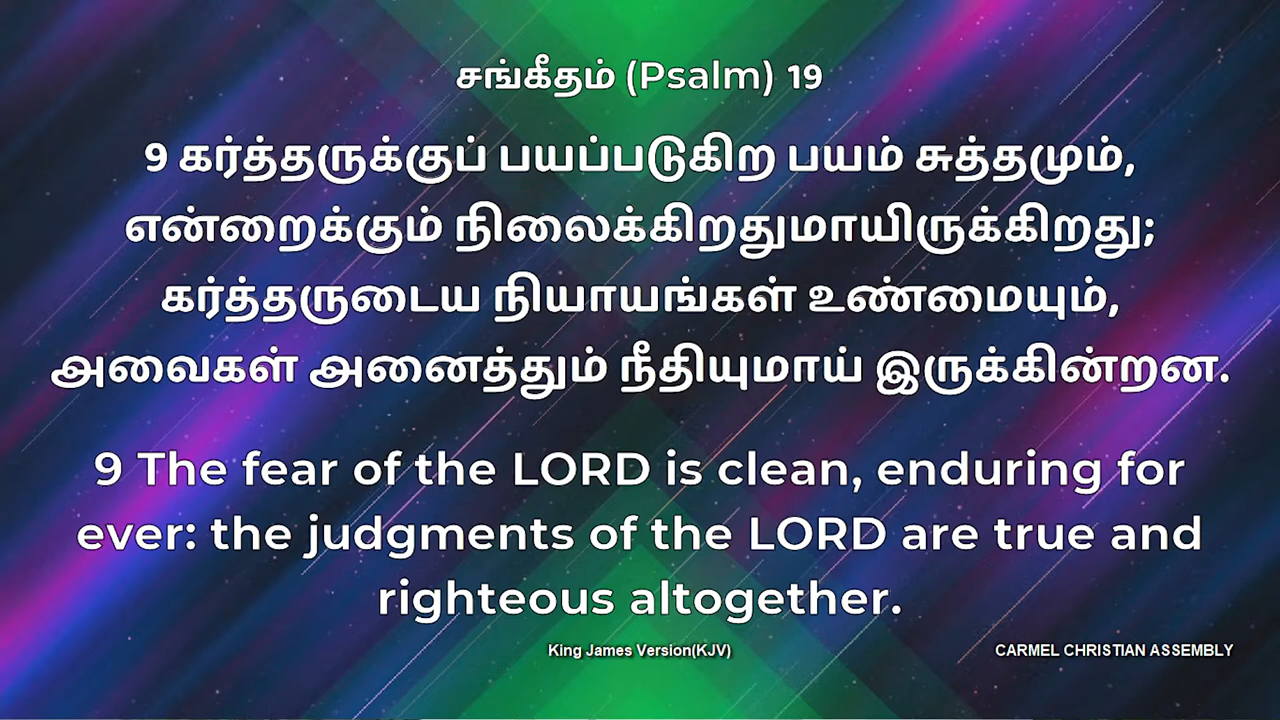 சங்கீதம் (Psalm) 19
9 கர்த்தருக்குப் பயப்படுகிற பயம் சுத்தமும்,
என்றைக்கும் நிலைக்கிறதுமாயிருக்கிறது;
கர்த்தருடைய நியாயங்கள் உண்மையும்,
அவைகள் அனைத்தும் நீதியுமாய் இருக்கின்றன.
9 The fear of the LORD is clean, enduring for
ever: the judgments of the LORD are true and
righteous altogether.
King James Version(KJV)
CARMEL CHRISTIAN ASSEMBLY